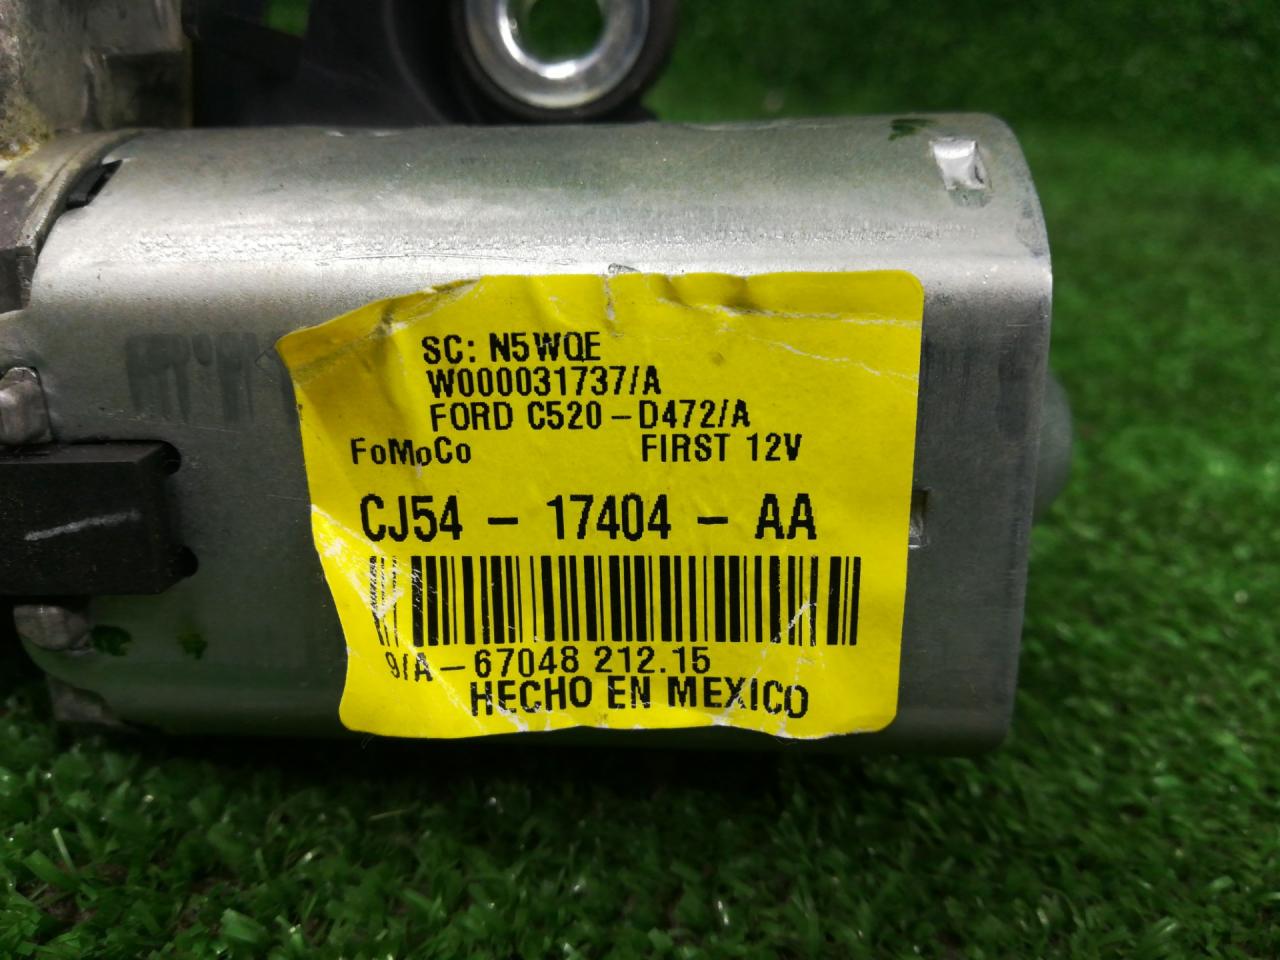 SC: N5WQE
W000031737/A
FORD C520-D472/A
FoMoCo FIRST 12V
CJ54 - 17404 - AA
9/A-67048 212.15
HECHO EN MEXICO